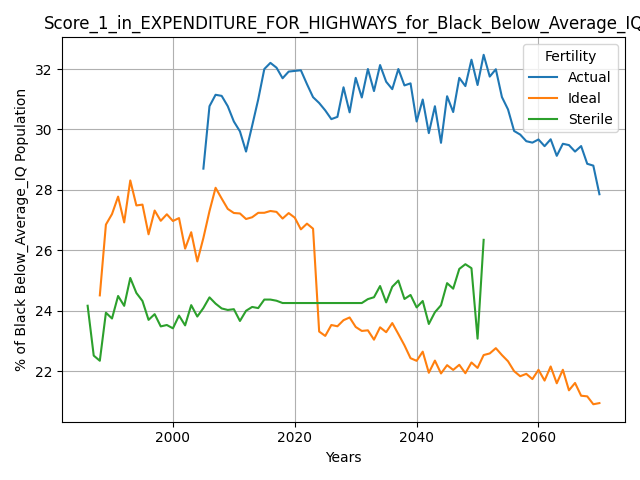 Score_1_in_EXPENDITURE_FOR_HIGHWAYS_for_Black_Below_Average_IQ
Fertility
Actual
Ideal
Sterile
% of Black Below_Average_IQ Population
32
30
28
26
24
22
2000
2020
2040
2060
Years